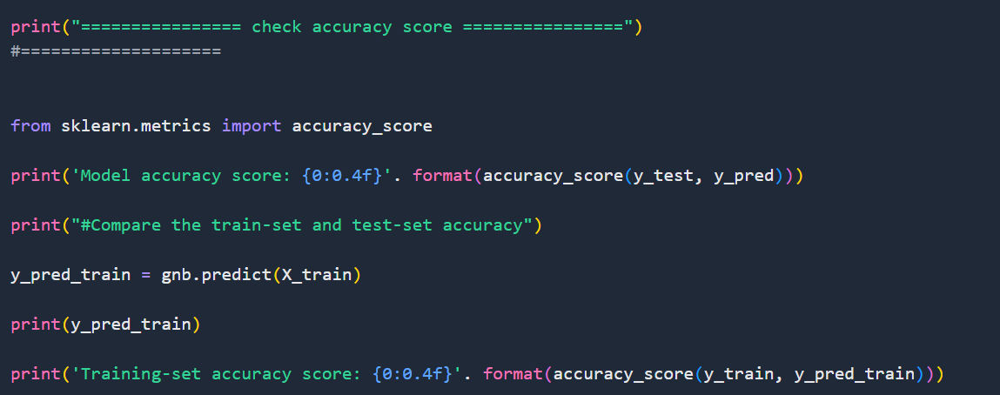 print("================ check accuracy score ================")
#====================
from sklearn.metrics import accuracy_score
print('Model accuracy score: {0:0.4f}'. format(accuracy_score(y_test, y_pred)))
print("#Compare the train-set and test-set accuracy")
y_pred_train = gnb.predict(X_train)
print(y_pred_train)
print('Training-set accuracy score: {0:0.4f}'. format(accuracy_score(y_train, y_pred_train)))